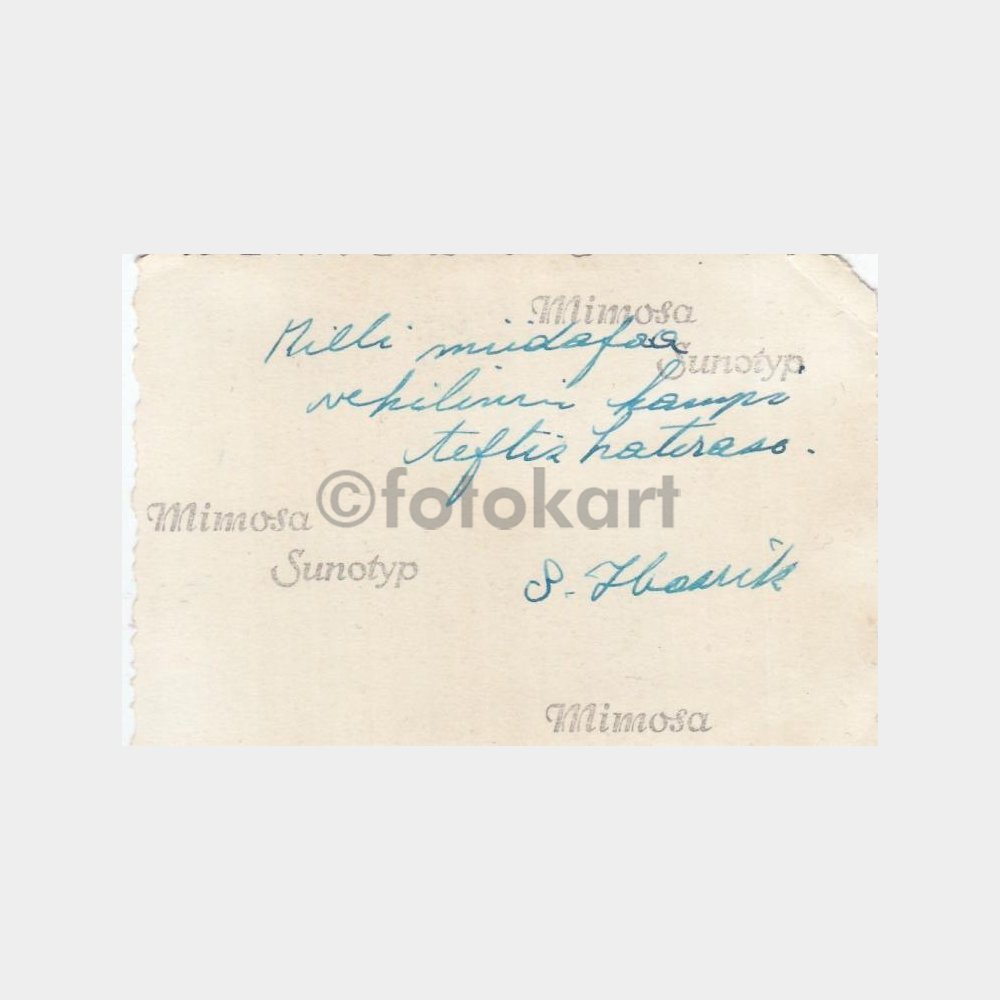 Mimosa
Sunotyp
Milli müdafaa
vekilinin kampı
teftiş hatırası.
©fotokart
Mimosa
Sunotyp
S.
Mimosa